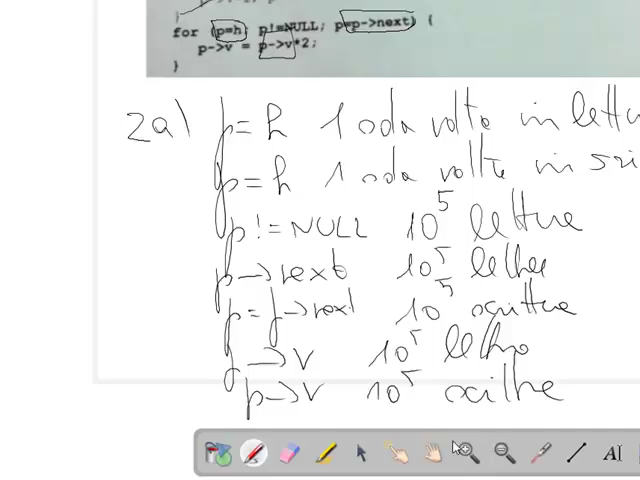 }
for (p=h; p!=NULL; p=p->next) {
p->v = p->v*2;
}
2a) p=h 1 sola volta in lettu
p=h 1 sola volta in scri
p!=NULL 10^5 letture
p->next 10^5 letture
p=p->next 10^5 scritture
p->v 10^5 letture
p->v 10^5 scritture
AI